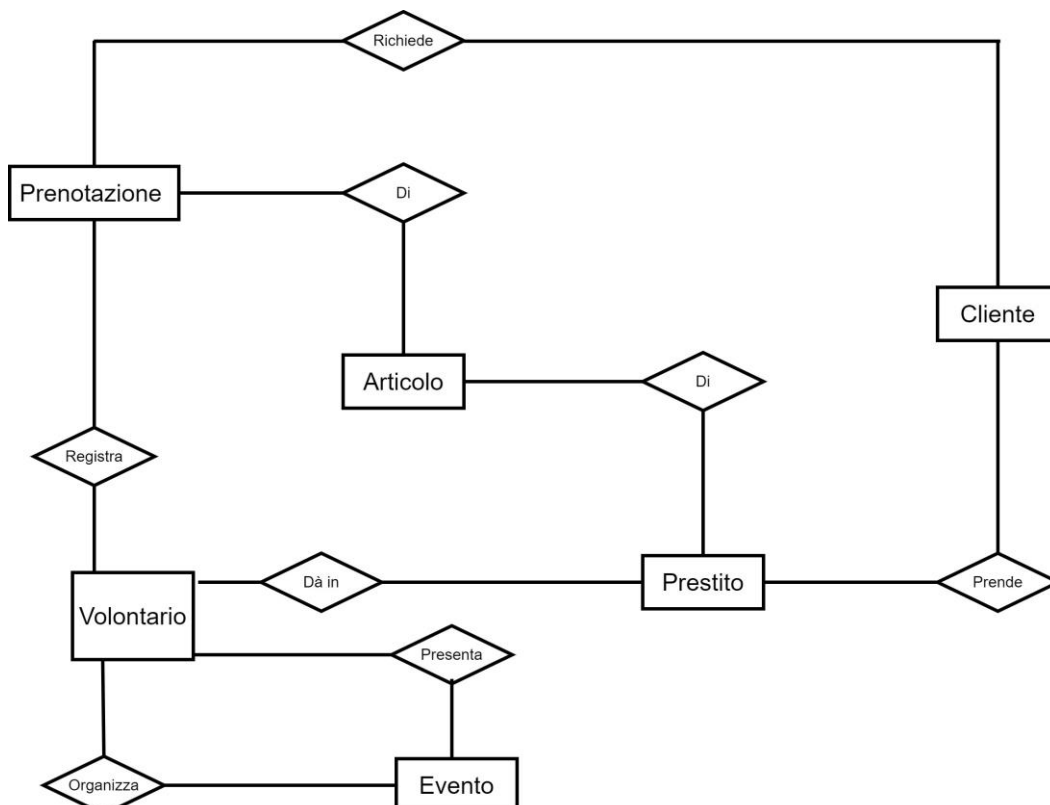 Richiede
Prenotazione
Di
Cliente
Articolo
Di
Registra
Dà in
Prestito
Prende
Volontario
Presenta
Organizza
Evento